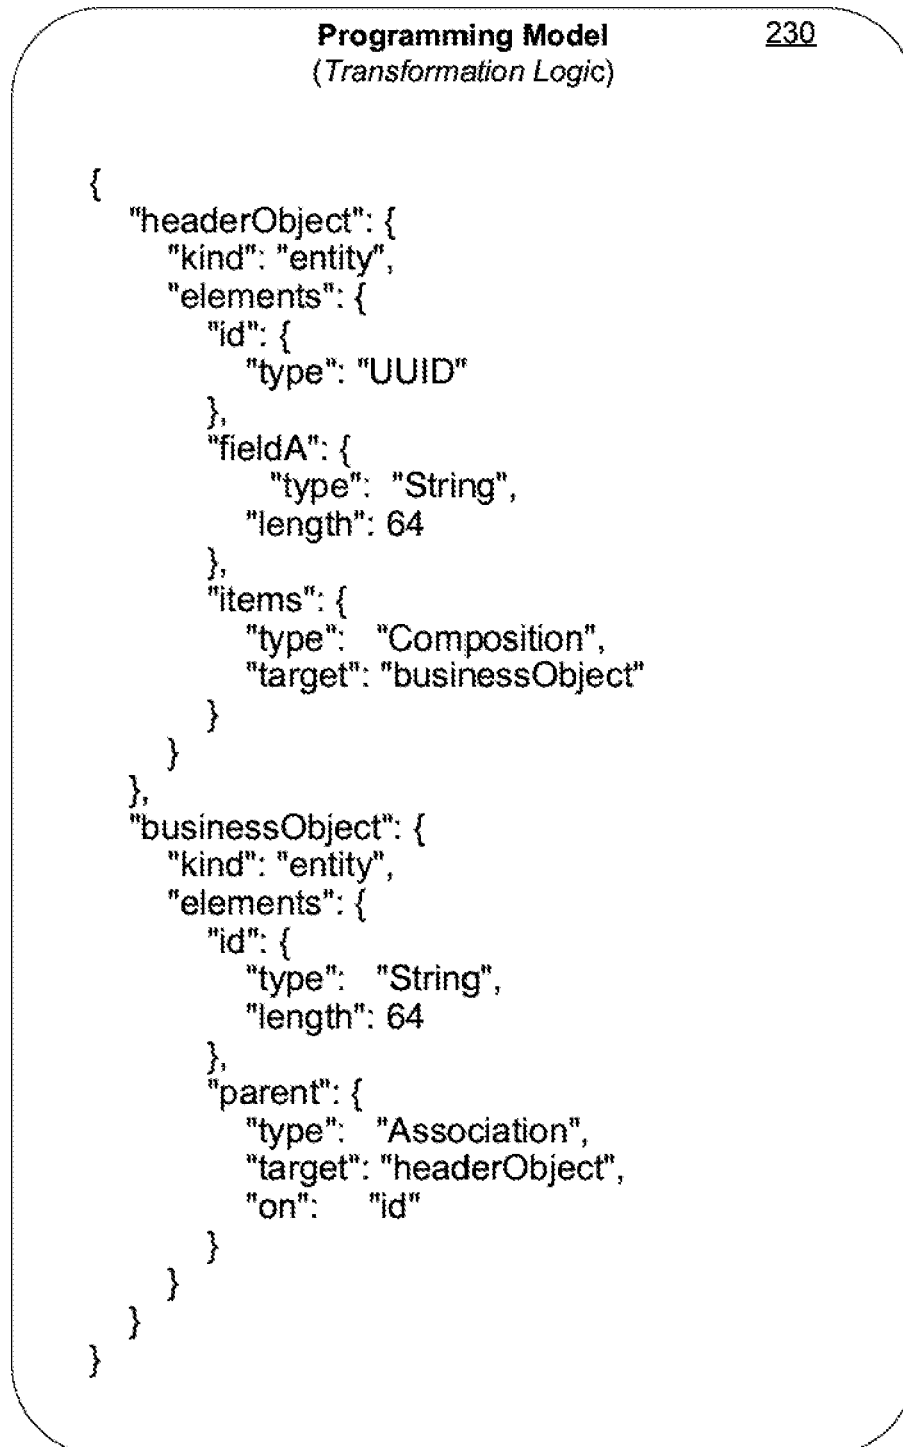 Programming Model 230
(Transformation Logic)
{
"headerObject": {
"kind": "entity",
"elements": {
"id": {
"type": "UUID"
},
"fieldA": {
"type": "String",
"length": 64
},
"items": {
"type": "Composition",
"target": "businessObject"
}
}
},
"businessObject": {
"kind": "entity",
"elements": {
"id": {
"type": "String",
"length": 64
},
"parent": {
"type": "Association",
"target": "headerObject",
"on": "id"
}
}
}
}